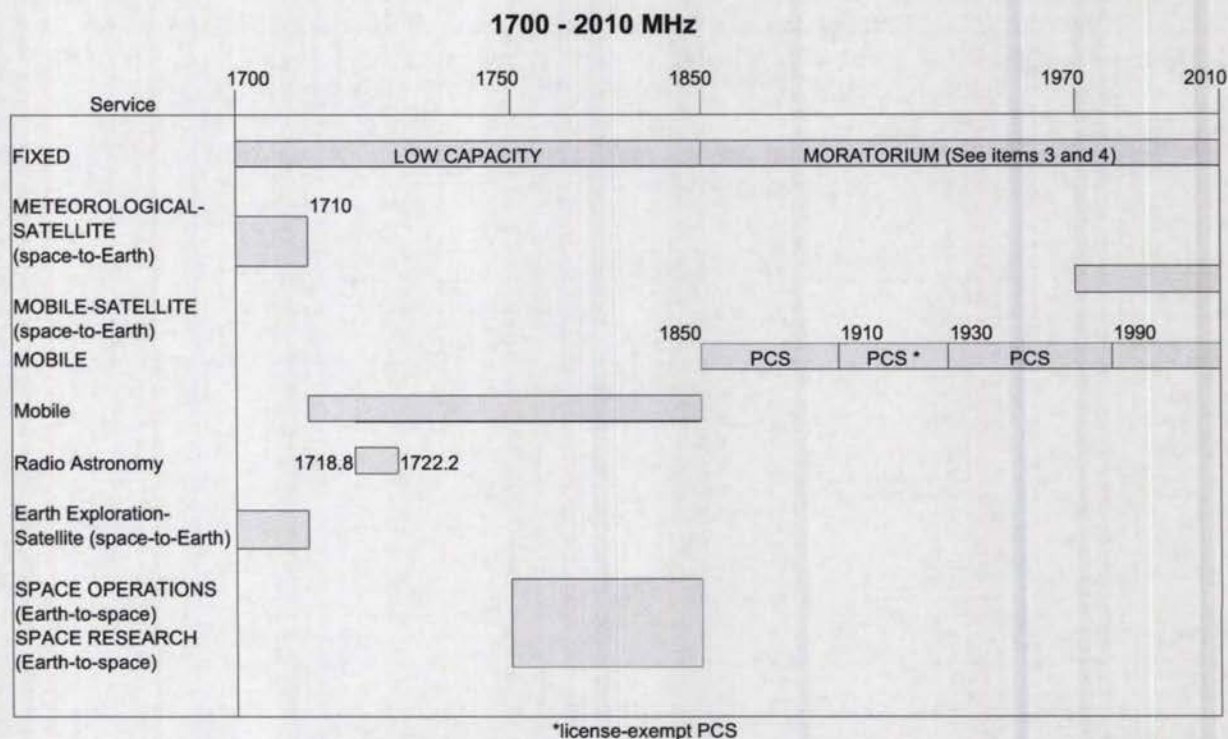 1700 - 2010 MHz
1700 1750 1850 1970 2010
Service
FIXED LOW CAPACITY MORATORIUM (See items 3 and 4)
METEOROLOGICAL- 1710
SATELLITE
(space-to-Earth)
MOBILE-SATELLITE
(space-to-Earth) 1850 1910 1930 1990
MOBILE PCS PCS * PCS
Mobile
Radio Astronomy 1718.8 1722.2
Earth Exploration-
Satellite (space-to-Earth)
SPACE OPERATIONS
(Earth-to-space)
SPACE RESEARCH
(Earth-to-space)
*license-exempt PCS